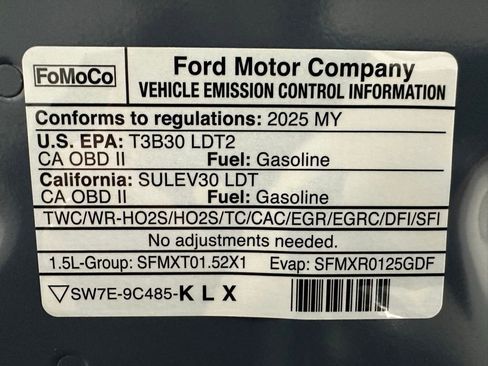 FoMoCo
Ford Motor Company
VEHICLE EMISSION CONTROL INFORMATION
Conforms to regulations: 2025 MY
U.S. EPA: T3B30 LDT2
CA OBD II Fuel: Gasoline
California: SULEV30 LDT
CA OBD II Fuel: Gasoline
TWC/WR-HO2S/HO2S/TC/CAC/EGR/EGRC/DFI/SFI
No adjustments needed.
1.5L-Group: SFMXT01.52X1 Evap: SFMXR0125GDF
SW7E-9C485-K L X